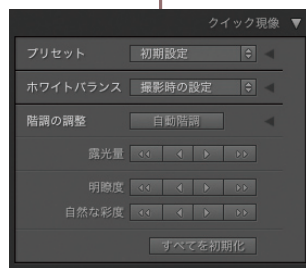 クイック現像
プリセット 初期設定
ホワイトバランス 撮影時の設定
階調の調整 自動階調
露光量
明瞭度
自然な彩度
すべてを初期化